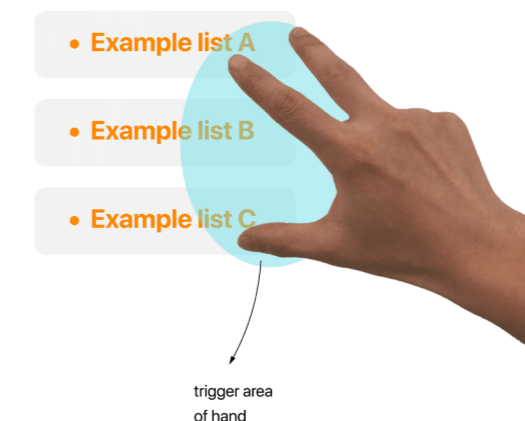 • Example list A
• Example list B
• Example list C
trigger area
of hand